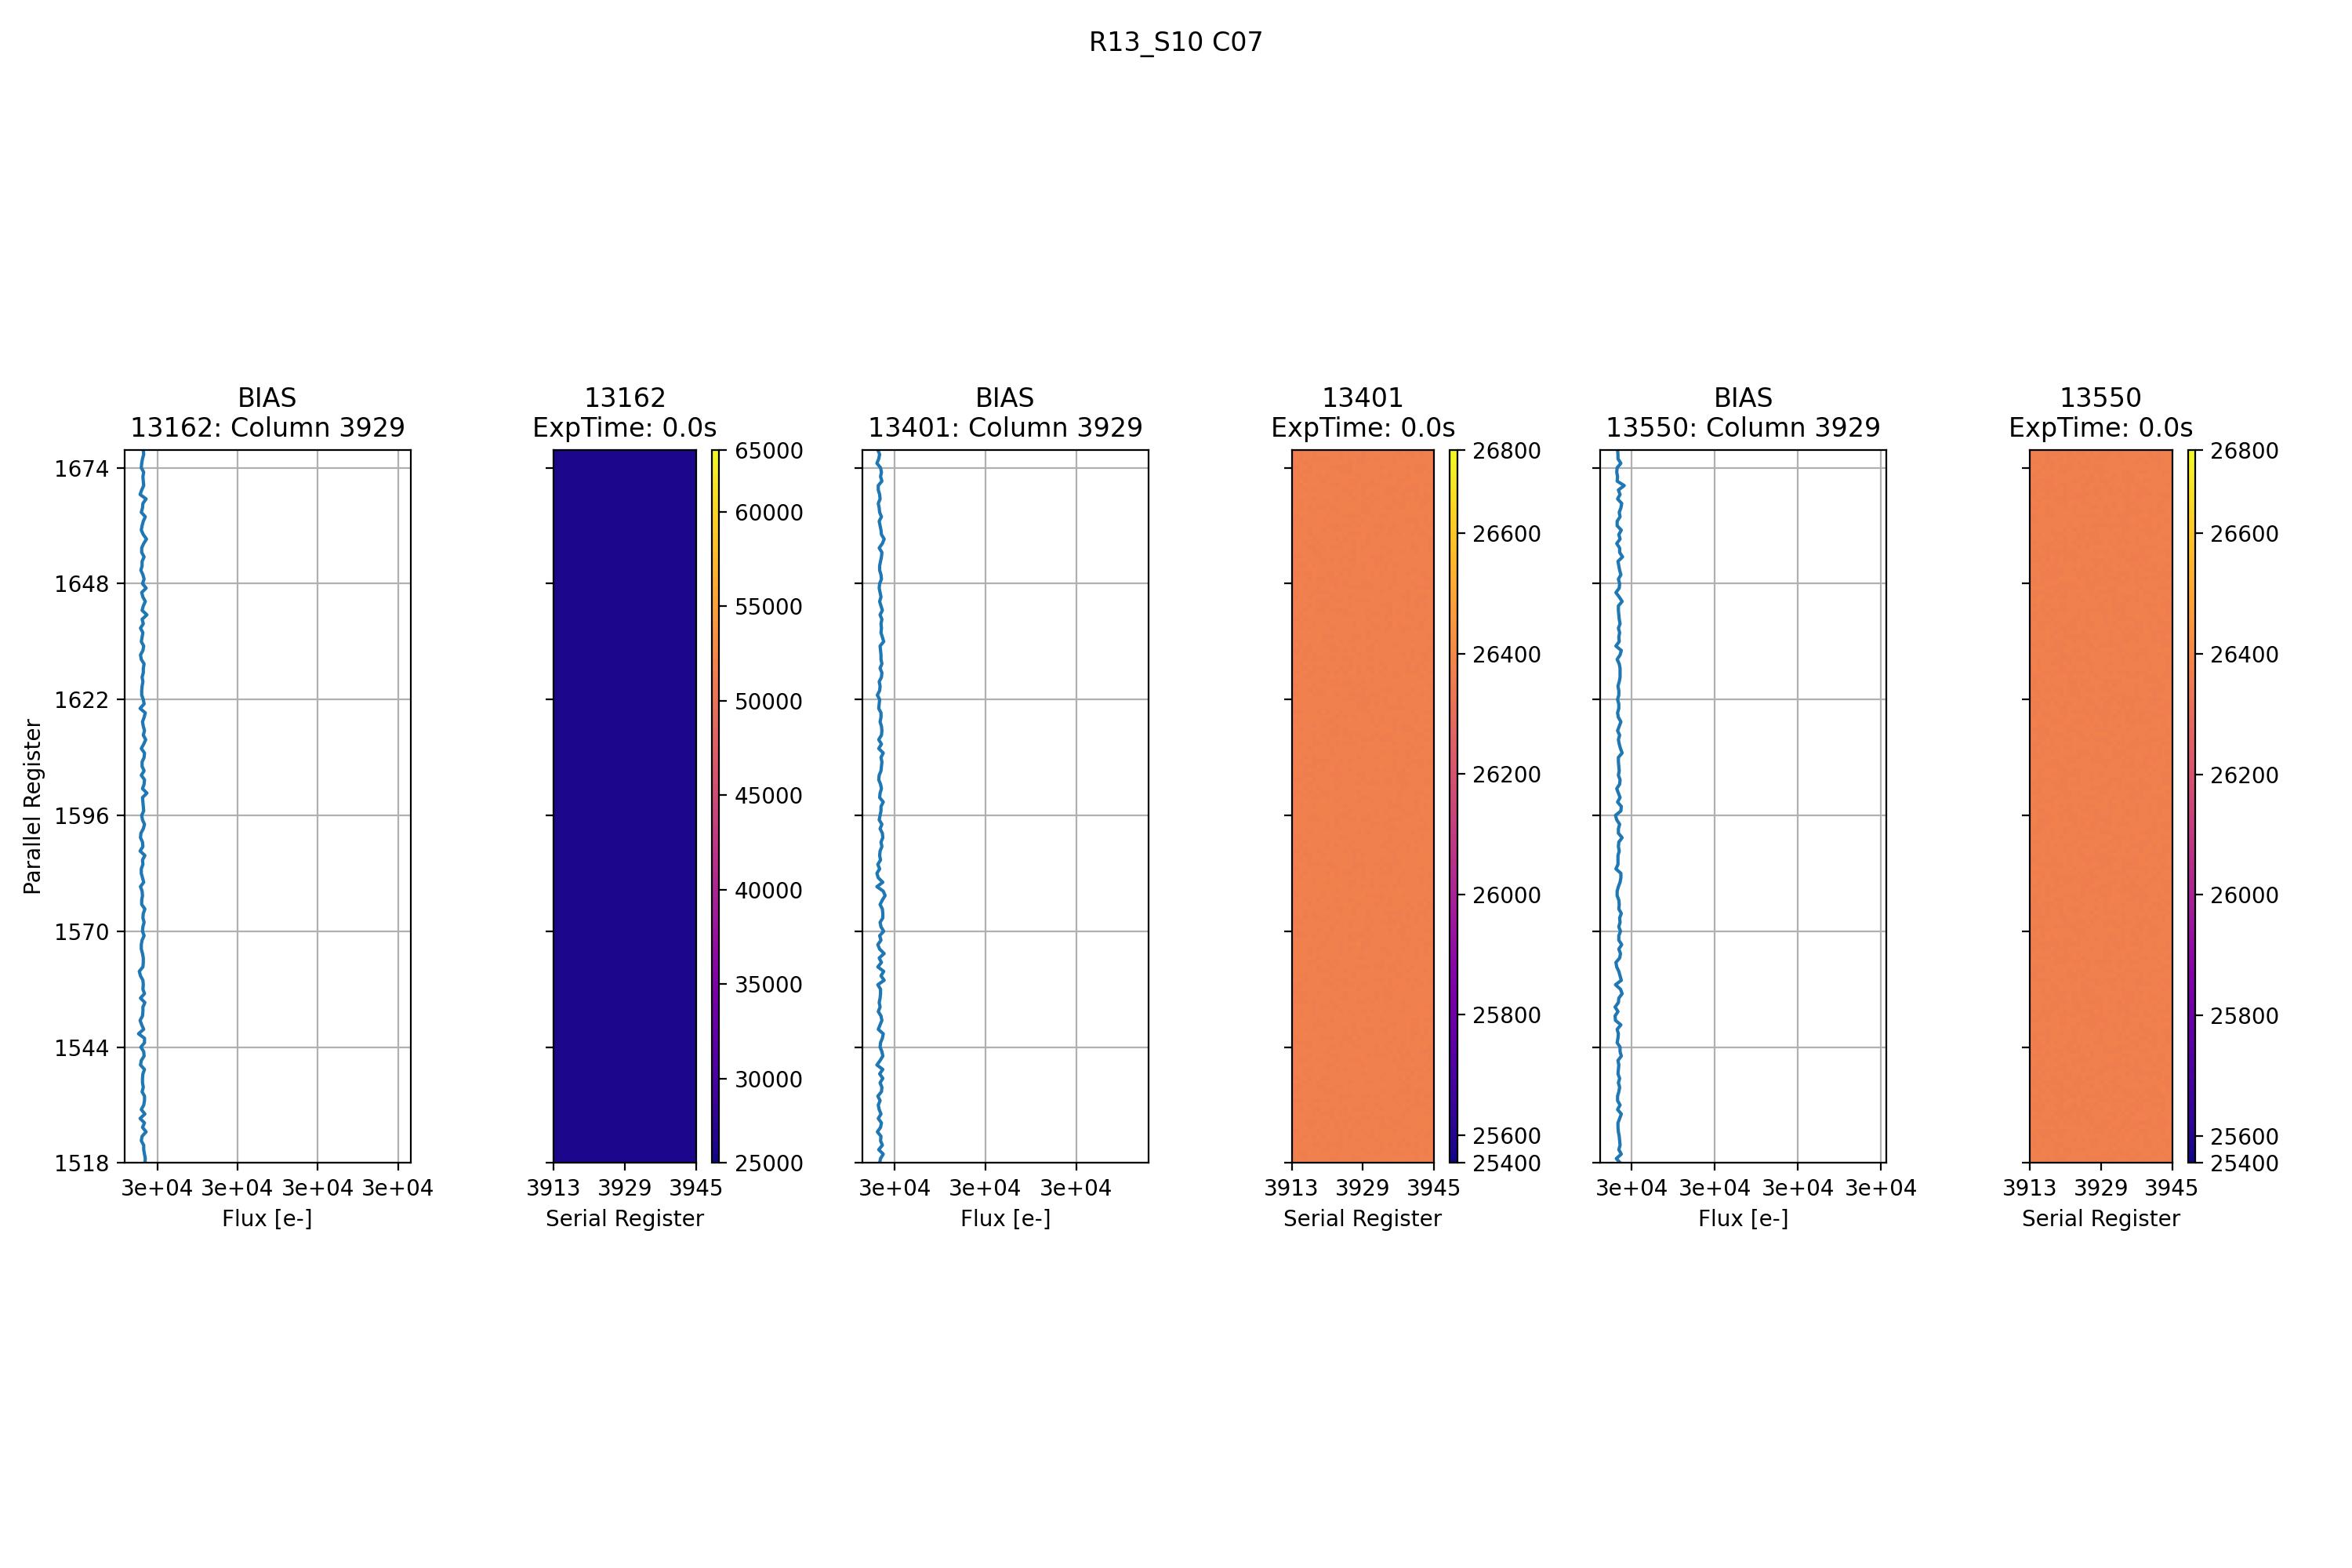 R13_S10 C07
BIAS
13162: Column 3929
1674
1648
1622
1596
1570
1544
1518
Parallel Register
3e+04 3e+04 3e+04 3e+04
Flux [e-]
13162
ExpTime: 0.0s
65000
60000
55000
50000
45000
40000
35000
30000
25000
3913 3929 3945
Serial Register
BIAS
13401: Column 3929
3e+04 3e+04 3e+04
Flux [e-]
13401
ExpTime: 0.0s
26800
26600
26400
26200
26000
25800
25600
25400
3913 3929 3945
Serial Register
BIAS
13550: Column 3929
3e+04 3e+04 3e+04 3e+04
Flux [e-]
13550
ExpTime: 0.0s
26800
26600
26400
26200
26000
25800
25600
25400
3913 3929 3945
Serial Register